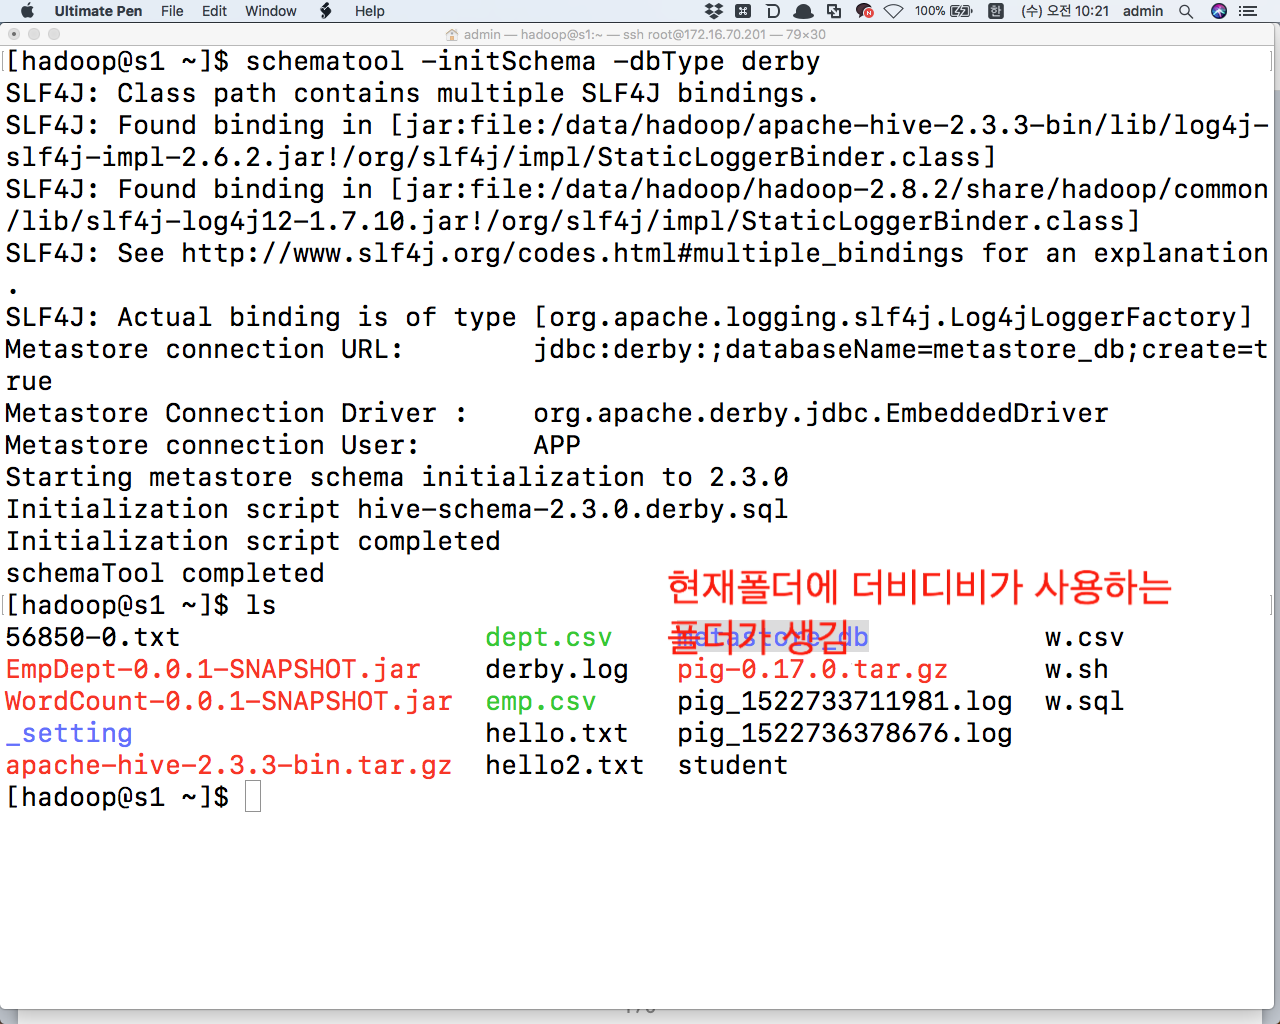 Ultimate Pen File Edit Window Help 100% 한 (수) 오전 10:21 admin
admin — hadoop@s1:~ — ssh root@172.16.70.201 — 79×30
[hadoop@s1 ~]$ schematool -initSchema -dbType derby
SLF4J: Class path contains multiple SLF4J bindings.
SLF4J: Found binding in [jar:file:/data/hadoop/apache-hive-2.3.3-bin/lib/log4j-
slf4j-impl-2.6.2.jar!/org/slf4j/impl/StaticLoggerBinder.class]
SLF4J: Found binding in [jar:file:/data/hadoop/hadoop-2.8.2/share/hadoop/common
/lib/slf4j-log4j12-1.7.10.jar!/org/slf4j/impl/StaticLoggerBinder.class]
SLF4J: See http://www.slf4j.org/codes.html#multiple_bindings for an explanation
.
SLF4J: Actual binding is of type [org.apache.logging.slf4j.Log4jLoggerFactory]
Metastore connection URL: jdbc:derby:;databaseName=metastore_db;create=t
rue
Metastore Connection Driver : org.apache.derby.jdbc.EmbeddedDriver
Metastore connection User: APP
Starting metastore schema initialization to 2.3.0
Initialization script hive-schema-2.3.0.derby.sql
Initialization script completed
schemaTool completed
[hadoop@s1 ~]$ ls
현재폴더에 더비디비가 사용하는
폴더가 생김
56850-0.txt dept.csv metastore_db w.csv
EmpDept-0.0.1-SNAPSHOT.jar derby.log pig-0.17.0.tar.gz w.sh
WordCount-0.0.1-SNAPSHOT.jar emp.csv pig_1522733711981.log w.sql
_setting hello.txt pig_1522736378676.log
apache-hive-2.3.3-bin.tar.gz hello2.txt student
[hadoop@s1 ~]$